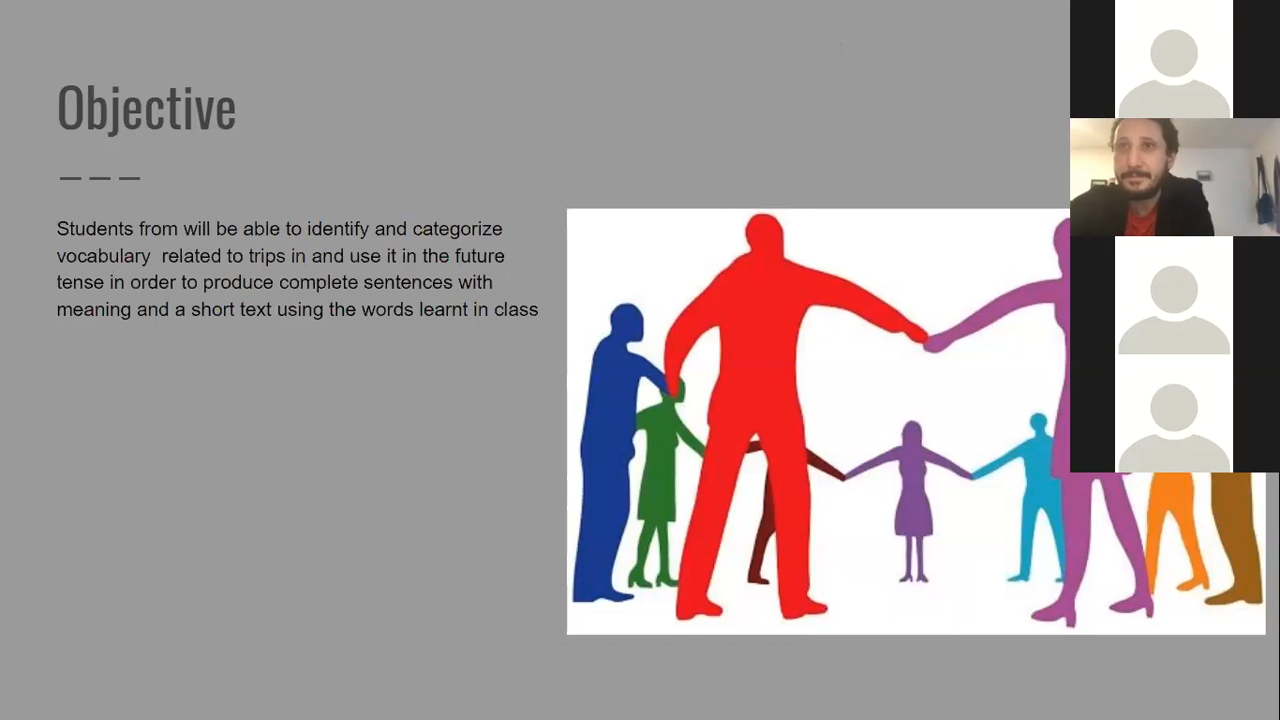 Objective
Students from will be able to identify and categorize
vocabulary  related to trips in and use it in the future
tense in order to produce complete sentences with
meaning and a short text using the words learnt in class